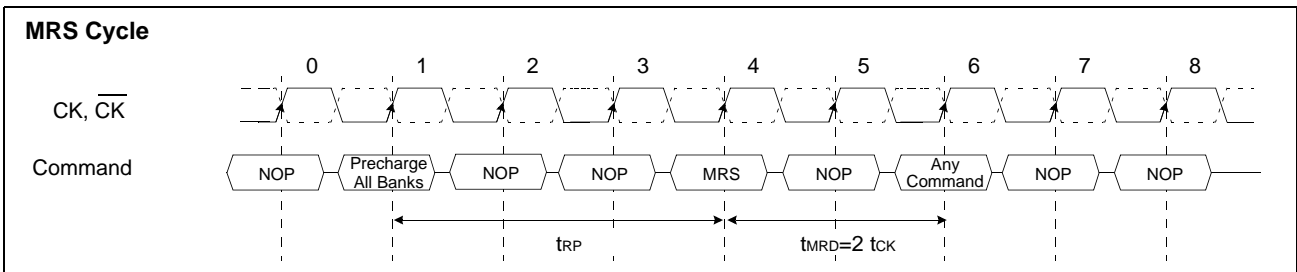 MRS Cycle
0 1 2 3 4 5 6 7 8
CK, C̅K̅
Command
NOP
Precharge
All Banks
NOP
NOP
MRS
NOP
Any
Command
NOP
NOP
tRP
tMRD=2 tCK